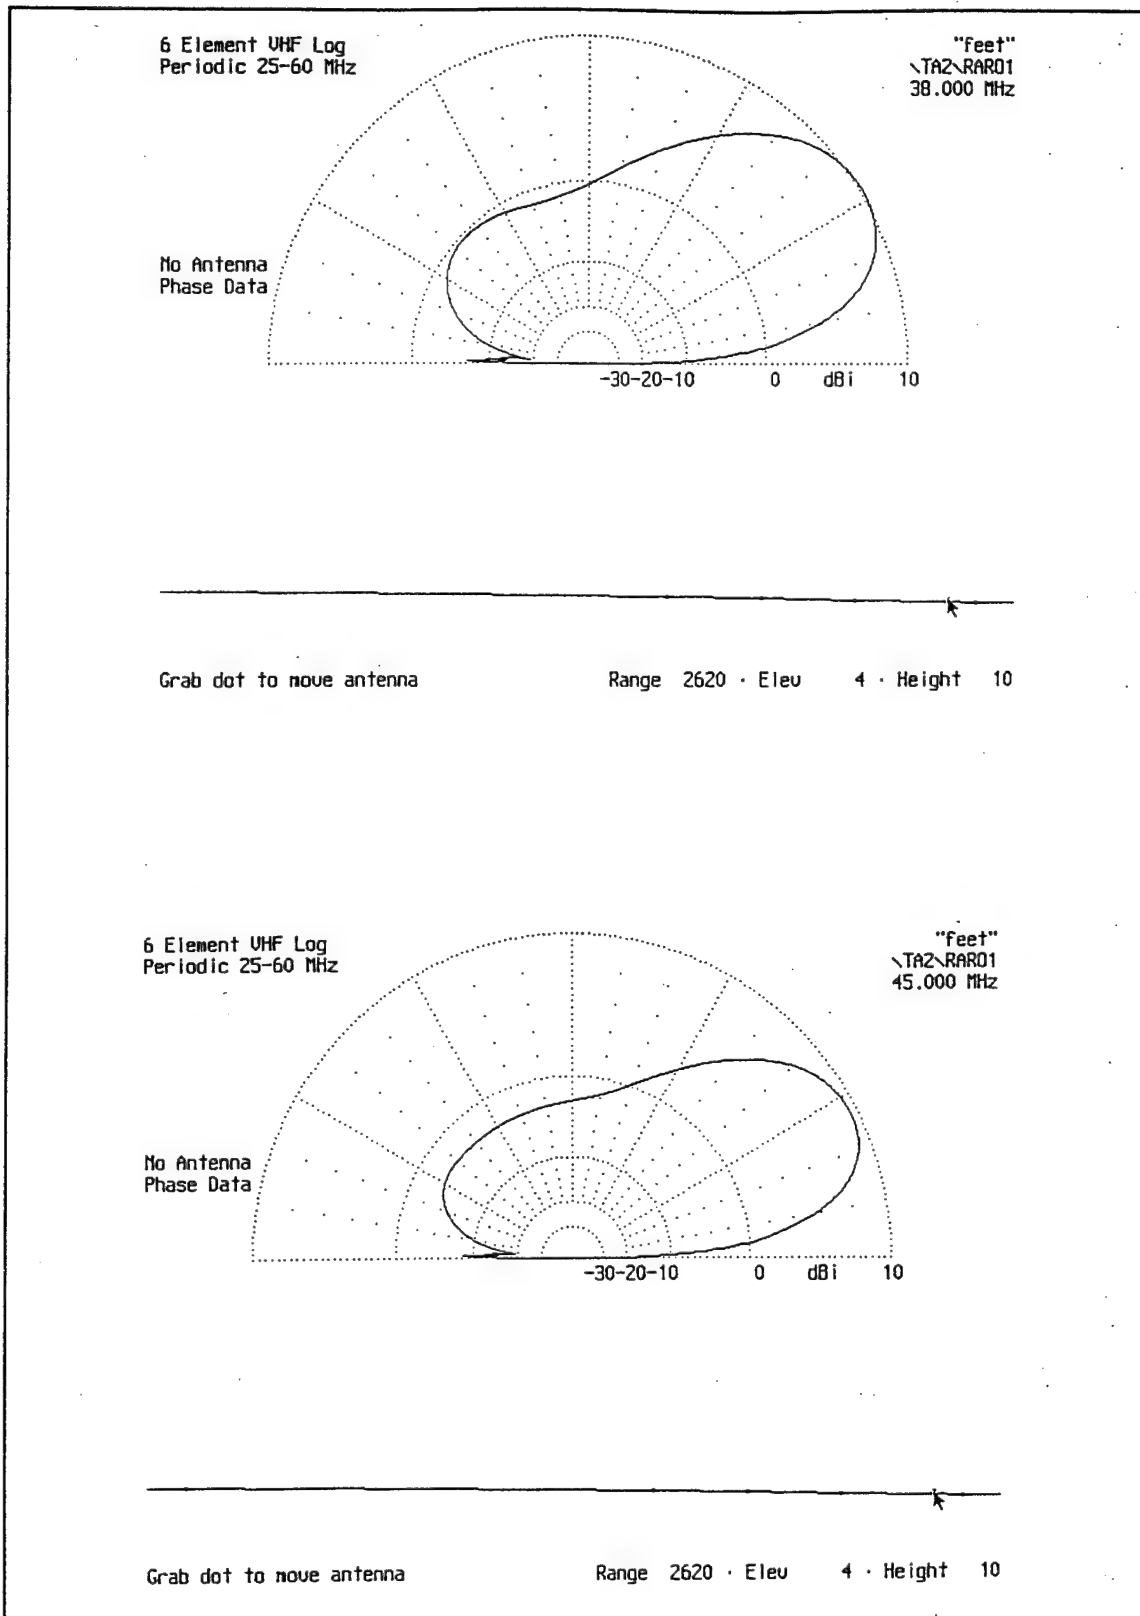 6 Element VHF Log
Periodic 25-60 MHz
"feet"
\TA2\RAR01
38.000 MHz
No Antenna
Phase Data
-30-20-10 0 dBi 10
Grab dot to move antenna
Range 2620 · Elev 4 · Height 10
6 Element VHF Log
Periodic 25-60 MHz
"feet"
\TA2\RAR01
45.000 MHz
No Antenna
Phase Data
-30-20-10 0 dBi 10
Grab dot to move antenna
Range 2620 · Elev 4 · Height 10